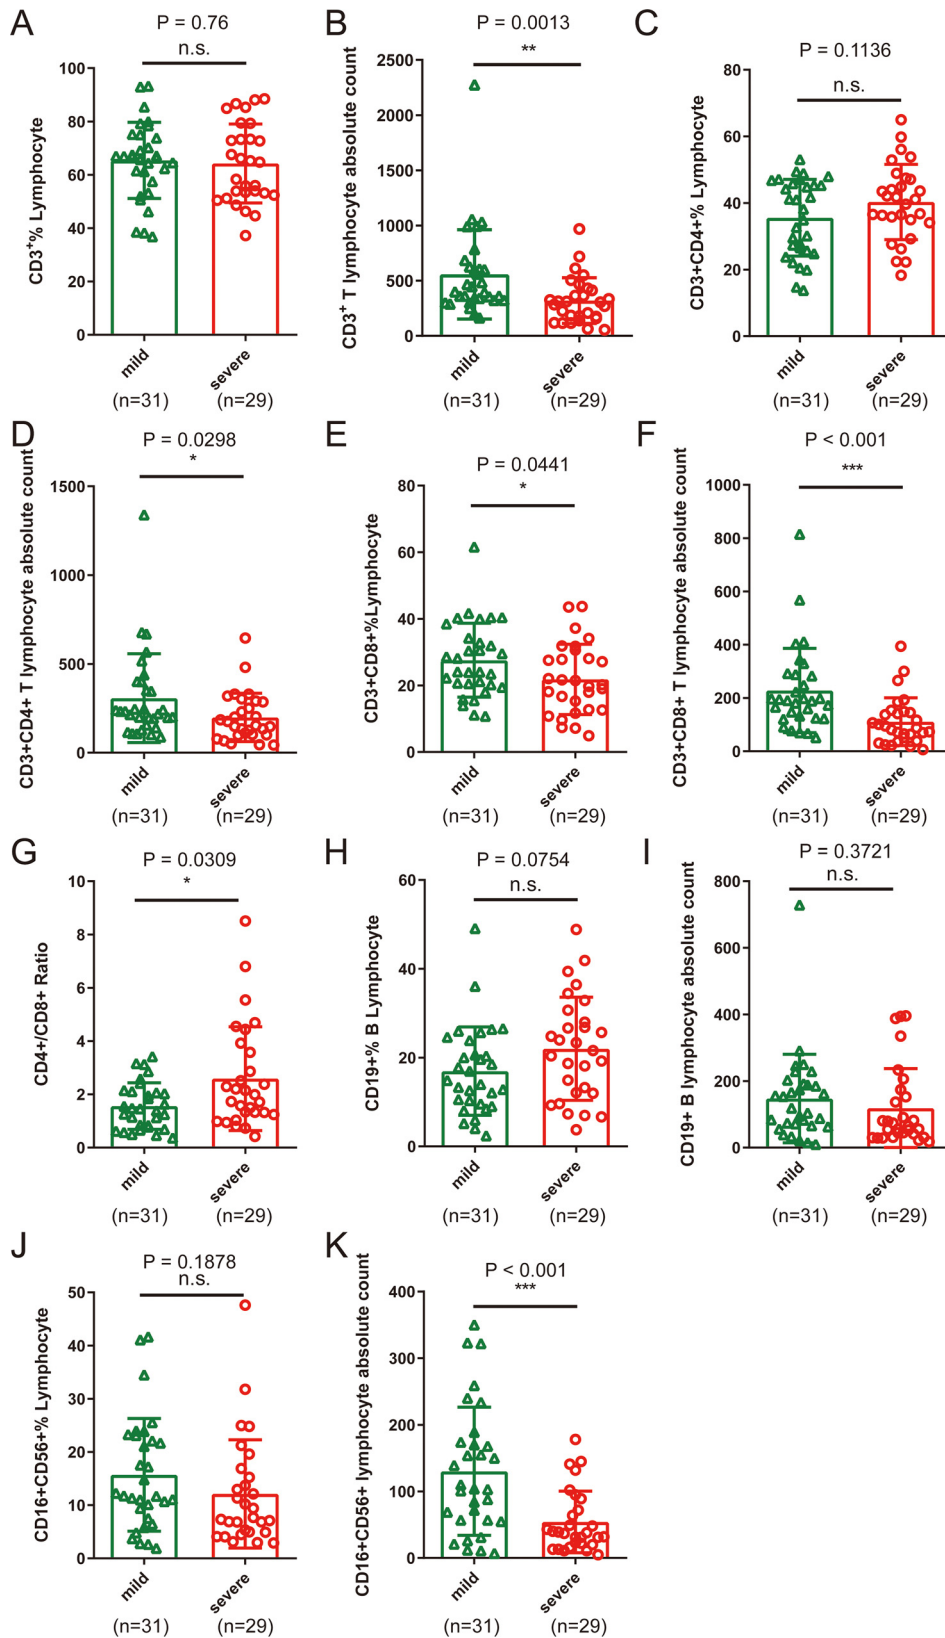 A
P = 0.76
n.s.
CD3⁺% Lymphocyte
100
80
60
40
20
0
mild
severe
(n=31)
(n=29)
B
P = 0.0013
**
CD3⁺ T lymphocyte absolute count
2500
2000
1500
1000
500
0
mild
severe
(n=31)
(n=29)
C
P = 0.1136
n.s.
CD3+CD4+% Lymphocyte
80
60
40
20
0
mild
severe
(n=31)
(n=29)
D
P = 0.0298
*
CD3+CD4+ T lymphocyte absolute count
1500
1000
500
0
mild
severe
(n=31)
(n=29)
E
P = 0.0441
*
CD3+CD8+%Lymphocyte
80
60
40
20
0
mild
severe
(n=31)
(n=29)
F
P < 0.001
***
CD3+CD8+ T lymphocyte absolute count
1000
800
600
400
200
0
mild
severe
(n=31)
(n=29)
G
P = 0.0309
*
CD4+/CD8+ Ratio
10
8
6
4
2
0
mild
severe
(n=31)
(n=29)
H
P = 0.0754
n.s.
CD19+% B Lymphocyte
60
40
20
0
mild
severe
(n=31)
(n=29)
I
P = 0.3721
n.s.
CD19+ B lymphocyte absolute count
800
600
400
200
0
mild
severe
(n=31)
(n=29)
J
P = 0.1878
n.s.
CD16+CD56+% Lymphocyte
50
40
30
20
10
0
mild
severe
(n=31)
(n=29)
K
P < 0.001
***
CD16+CD56+ lymphocyte absolute count
400
300
200
100
0
mild
severe
(n=31)
(n=29)